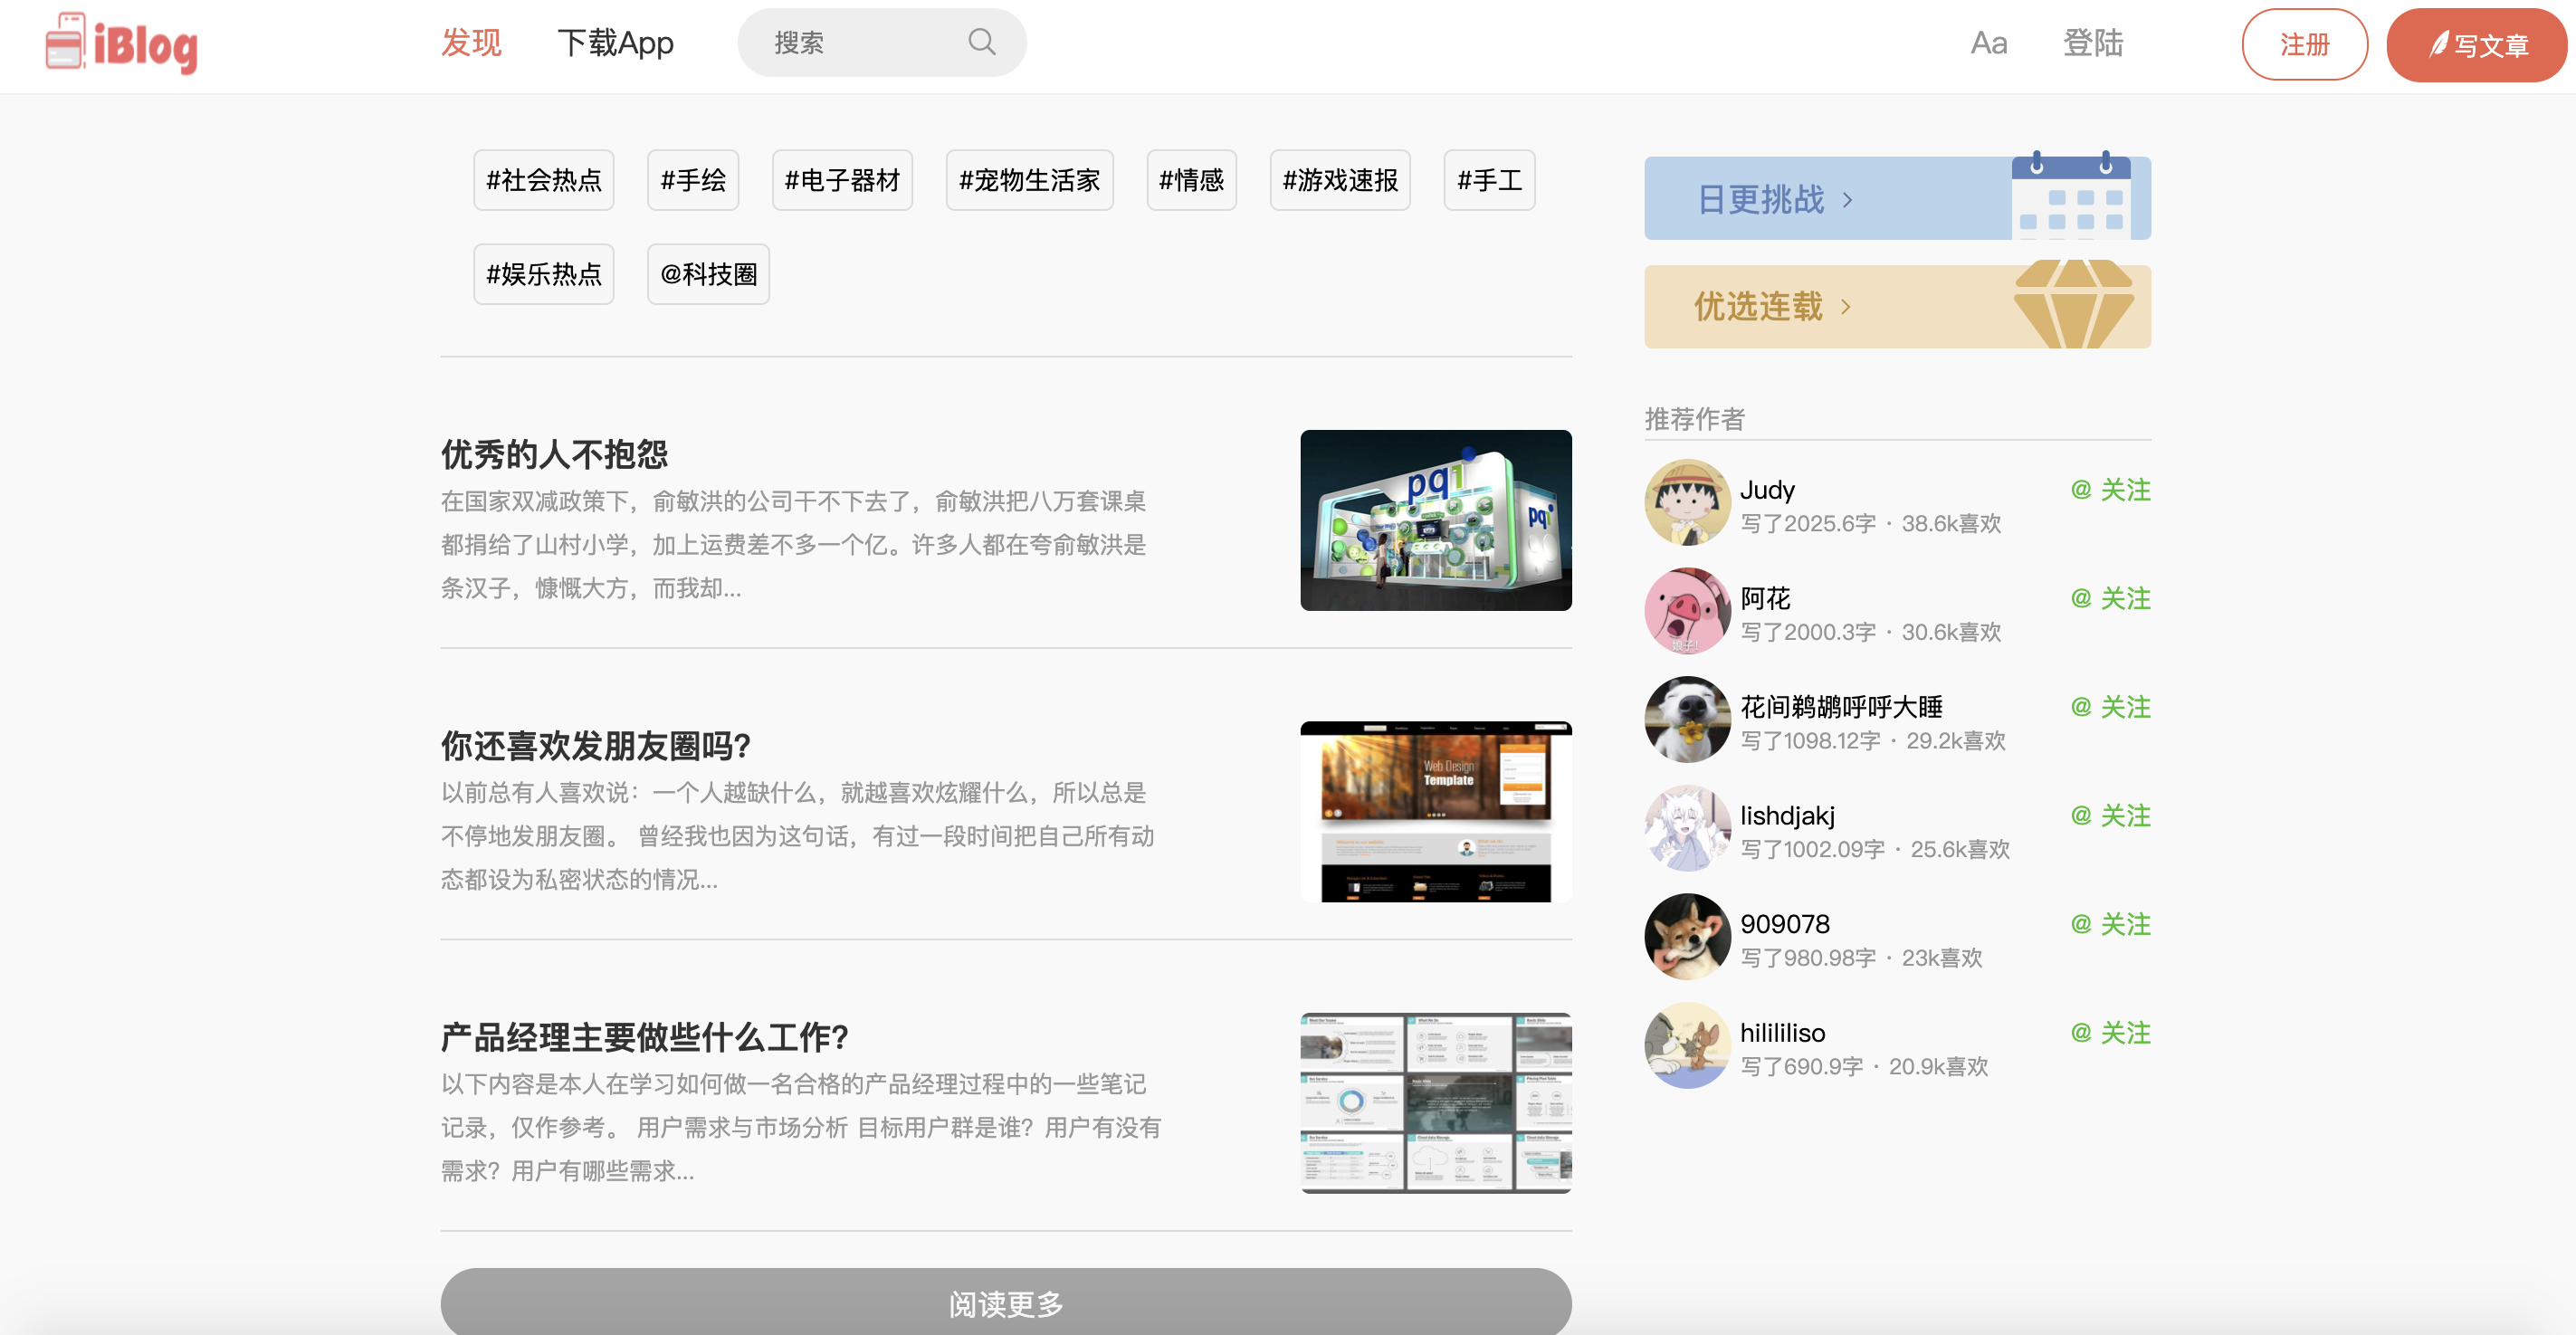 iBlog
发现
下载App
搜索
Aa
登陆
注册
写文章
#社会热点
#手绘
#电子器材
#宠物生活家
#情感
#游戏速报
#手工
#娱乐热点
@科技圈
优秀的人不抱怨
在国家双减政策下，俞敏洪的公司干不下去了，俞敏洪把八万套课桌
都捐给了山村小学，加上运费差不多一个亿。许多人都在夸俞敏洪是
条汉子，慷慨大方，而我却...
pqi
pqi
你还喜欢发朋友圈吗?
以前总有人喜欢说：一个人越缺什么，就越喜欢炫耀什么，所以总是
不停地发朋友圈。 曾经我也因为这句话，有过一段时间把自己所有动
态都设为私密状态的情况...
Web Design
Template
产品经理主要做些什么工作?
以下内容是本人在学习如何做一名合格的产品经理过程中的一些笔记
记录，仅作参考。 用户需求与市场分析 目标用户群是谁？用户有没有
需求？用户有哪些需求...
阅读更多
日更挑战 >
优选连载 >
推荐作者
Judy
写了2025.6字 · 38.6k喜欢
@ 关注
阿花
写了2000.3字 · 30.6k喜欢
@ 关注
花间鹈鹕呼呼大睡
写了1098.12字 · 29.2k喜欢
@ 关注
lishdjakj
写了1002.09字 · 25.6k喜欢
@ 关注
909078
写了980.98字 · 23k喜欢
@ 关注
hilililiso
写了690.9字 · 20.9k喜欢
@ 关注